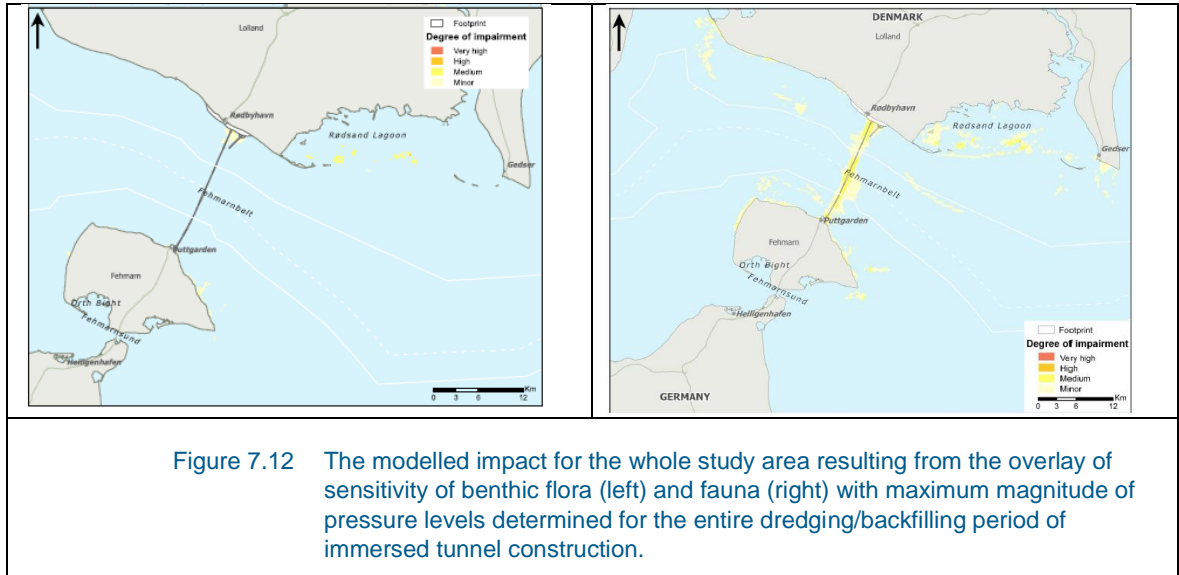 Footprint
Degree of impairment
Very high
High
Medium
Minor
Lolland
Rødbyhavn
Rødsand Lagoon
Gedser
Fehmarnbelt
Puttgarden
Fehmarn
Orth Bight
Fehmarnsund
Heiligenhafen
Km
0 3 6 12
DENMARK
Lolland
Rødbyhavn
Rødsand Lagoon
Gedser
Fehmarnbelt
Puttgarden
Fehmarn
Orth Bight
Fehmarnsund
Heiligenhafen
GERMANY
Footprint
Degree of impairment
Very high
High
Medium
Minor
Km
0 3 6 12
Figure 7.12 The modelled impact for the whole study area resulting from the overlay of
sensitivity of benthic flora (left) and fauna (right) with maximum magnitude of
pressure levels determined for the entire dredging/backfilling period of
immersed tunnel construction.